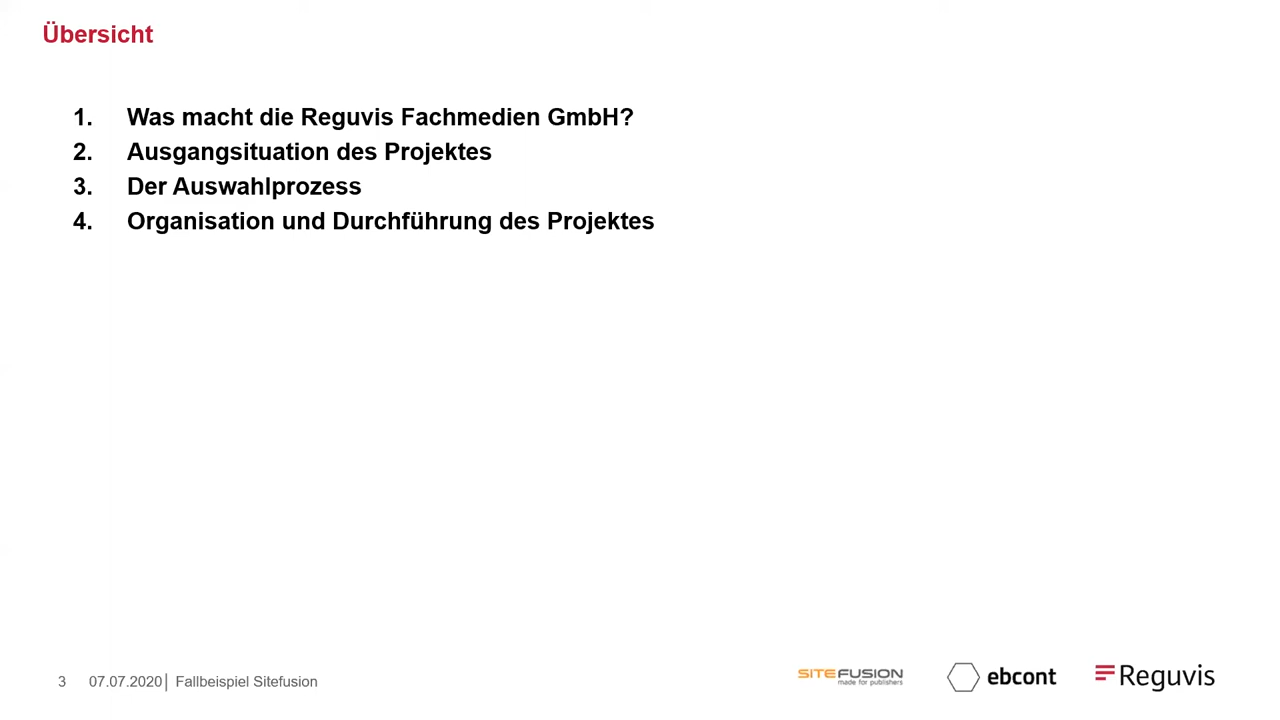 Übersicht
1. Was macht die Reguvis Fachmedien GmbH?
2. Ausgangsituation des Projektes
3. Der Auswahlprozess
4. Organisation und Durchführung des Projektes
3 07.07.2020| Fallbeispiel Sitefusion
SITEFUSION
made for publishers
ebcont
Reguvis